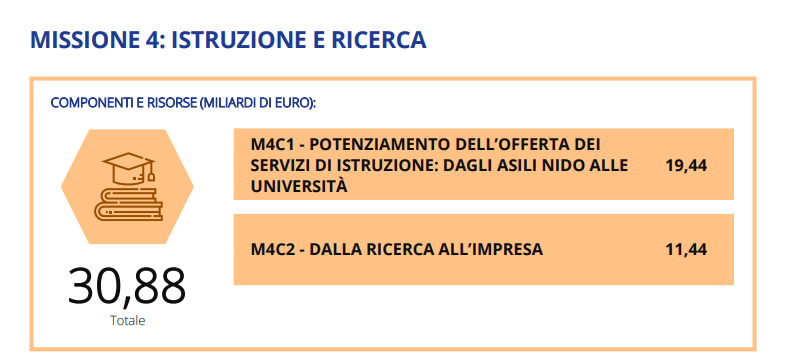 MISSIONE 4: ISTRUZIONE E RICERCA
COMPONENTI E RISORSE (MILIARDI DI EURO):
M4C1 - POTENZIAMENTO DELL’OFFERTA DEI
SERVIZI DI ISTRUZIONE: DAGLI ASILI NIDO ALLE
UNIVERSITÀ
19,44
M4C2 - DALLA RICERCA ALL’IMPRESA
11,44
30,88
Totale